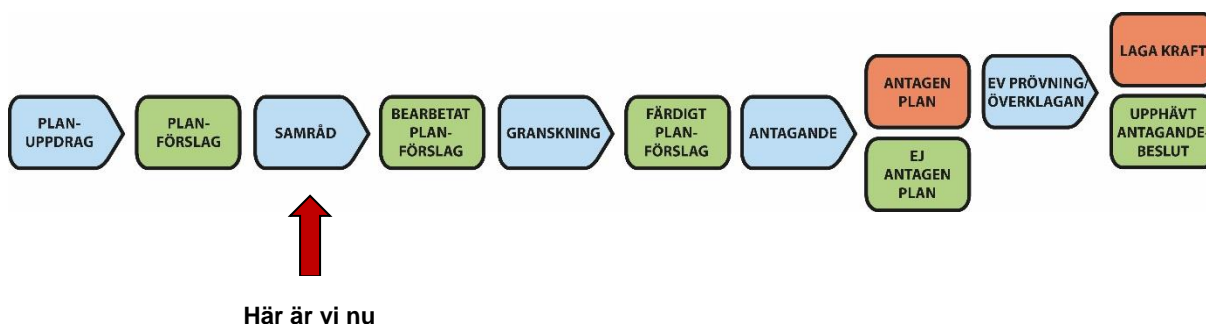 PLAN-
UPPDRAG
PLAN-
FÖRSLAG
SAMRÅD
BEARBETAT
PLAN-
FÖRSLAG
GRANSKNING
FÄRDIGT
PLAN-
FÖRSLAG
ANTAGANDE
ANTAGEN
PLAN
EJ
ANTAGEN
PLAN
EV PRÖVNING/
ÖVERKLAGAN
LAGA KRAFT
UPPHÄVT
ANTAGANDE-
BESLUT
Här är vi nu